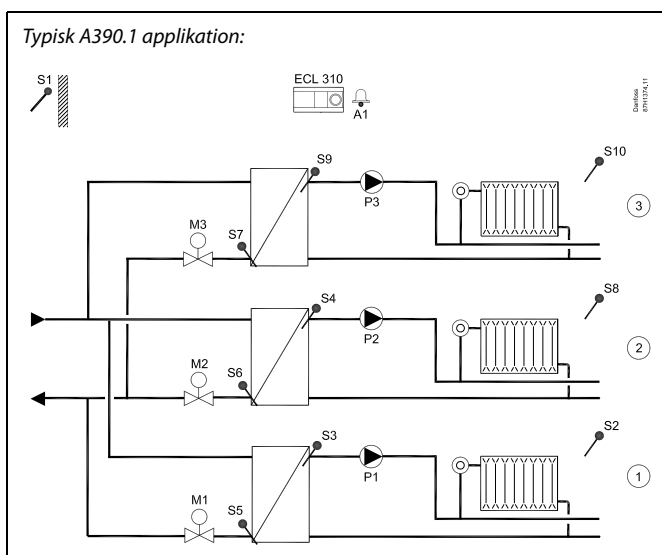 Typisk A390.1 applikation:
S1
ECL 310
A1
Danfoss
87H1374_11
S10
S9
P3
M3
S7
3
S8
S4
P2
M2
S6
2
S2
S3
P1
M1
S5
1